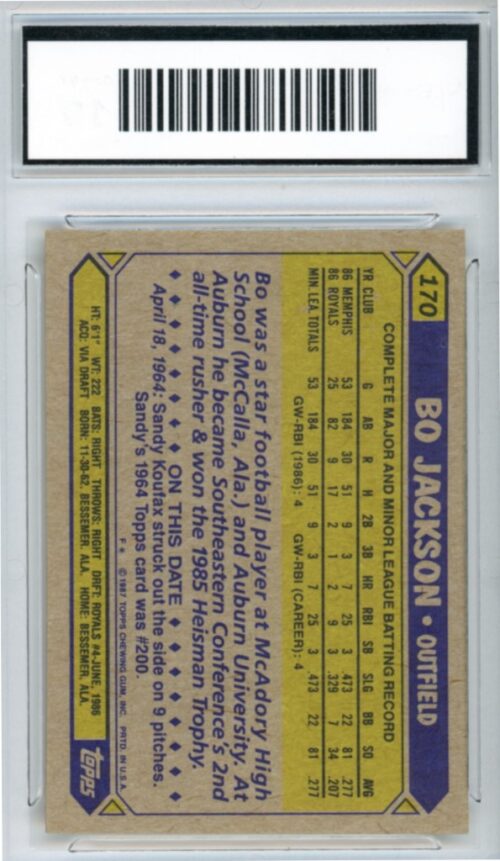 170 BO JACKSON • OUTFIELD
COMPLETE MAJOR AND MINOR LEAGUE BATTING RECORD
YR CLUB G AB R H 2B 3B HR RBI SB SLG BB SO AVG
86 MEMPHIS 53 184 30 51 9 3 7 25 3 .473 22 81 .277
86 ROYALS 25 82 9 17 2 1 2 9 3 .329 7 34 .207
MIN. LEA. TOTALS 53 184 30 51 9 3 7 25 3 .473 22 81 .277
GW-RBI (1986): 4 GW-RBI (CAREER): 4
Bo was a star football player at McAdory High
School (McCalla, Ala.) and Auburn University. At
Auburn he became Southeastern Conference's 2nd
all-time rusher & won the 1985 Heisman Trophy.
♦ ♦ ♦ ♦ ♦ ♦ ♦ ON THIS DATE ♦ ♦ ♦ ♦ ♦ ♦ ♦
April 18, 1964: Sandy Koufax struck out the side on 9 pitches.
Sandy's 1964 Topps card was #200.
F* © 1987 TOPPS CHEWING GUM, INC. PRTD. IN U.S.A.
HT: 6'1" WT: 222 BATS: RIGHT THROWS: RIGHT DRFT: ROYALS #4-JUNE, 1986
ACQ: VIA DRAFT BORN: 11-30-62, BESSEMER, ALA. HOME: BESSEMER, ALA.
topps